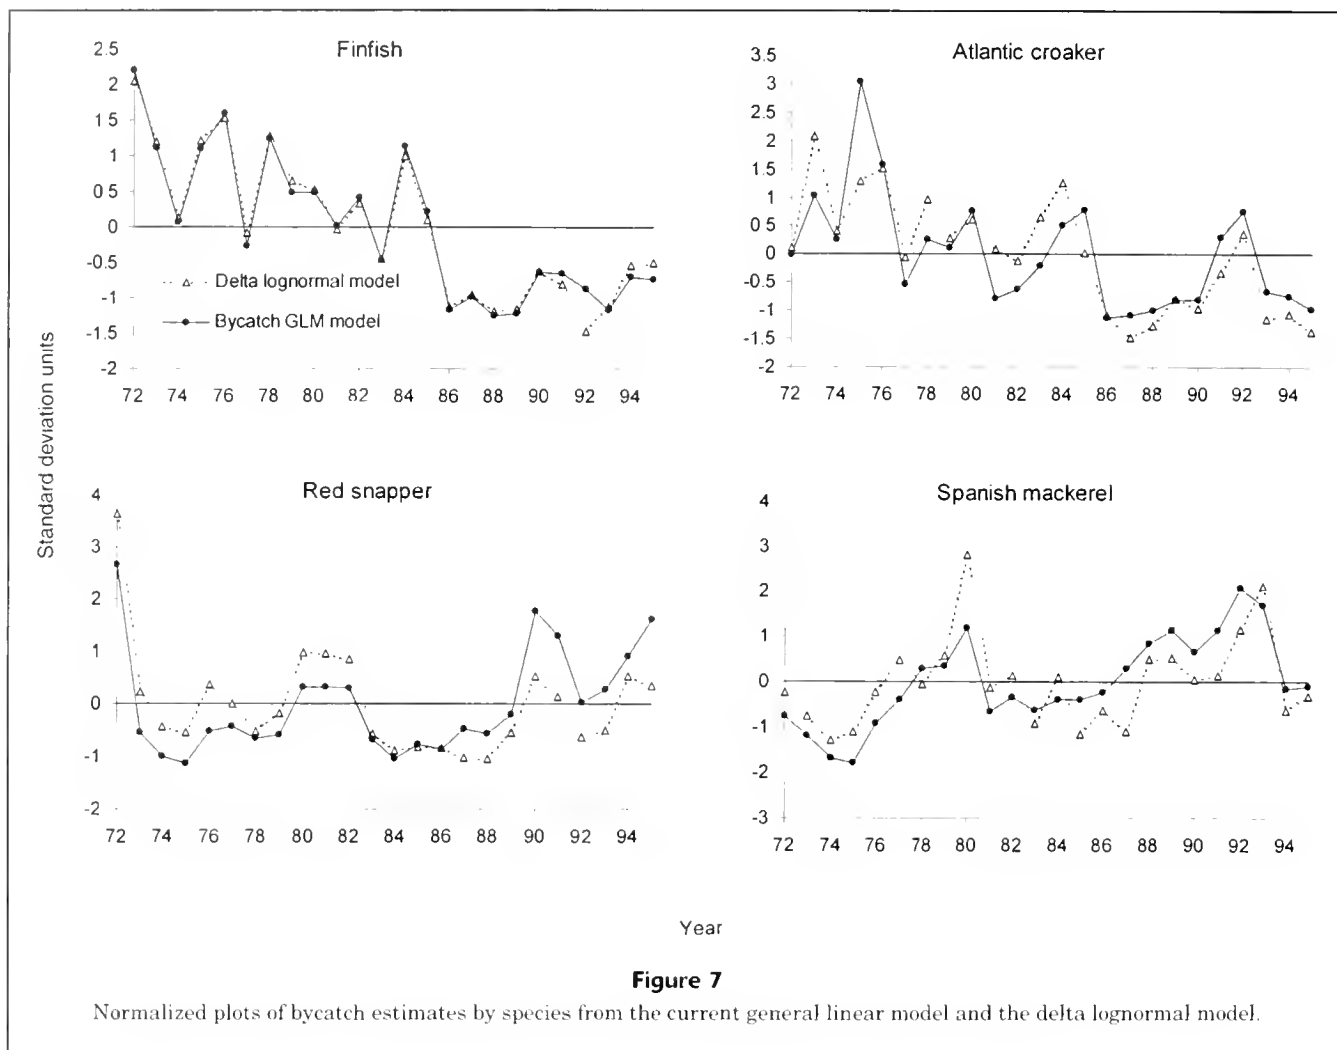 Finfish
2.5
2
1 5
1
0 5
0
-0.5
-1
-1.5
-2
Delta lognormal model
Bycatch GLM model
72 74 76 78 80 82 84 86 88 90 92 94
Atlantic croaker
3.5
3
2 5
2
1.5
1
0 5
0
-0.5
-1
-1.5
-2
72 74 76 78 80 82 84 86 88 90 92 94
Standard deviation units
Red snapper
4
3
2
1
0
-1
-2
72 74 76 78 80 82 84 86 88 90 92 94
Spanish mackerel
4
3
2
1
0
-1
-2
-3
72 74 76 78 80 82 84 86 88 90 92 94
Year
Figure 7
Normalized plots of bycatch estimates by species from the current general linear model and the delta lognormal model.